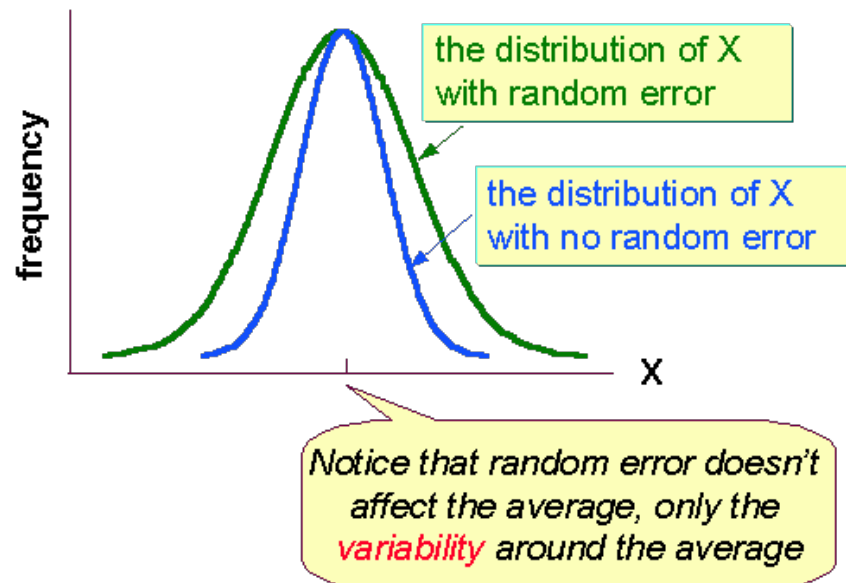 the distribution of X
with random error
the distribution of X
with no random error
frequency
X
Notice that random error doesn't
affect the average, only the
variability around the average